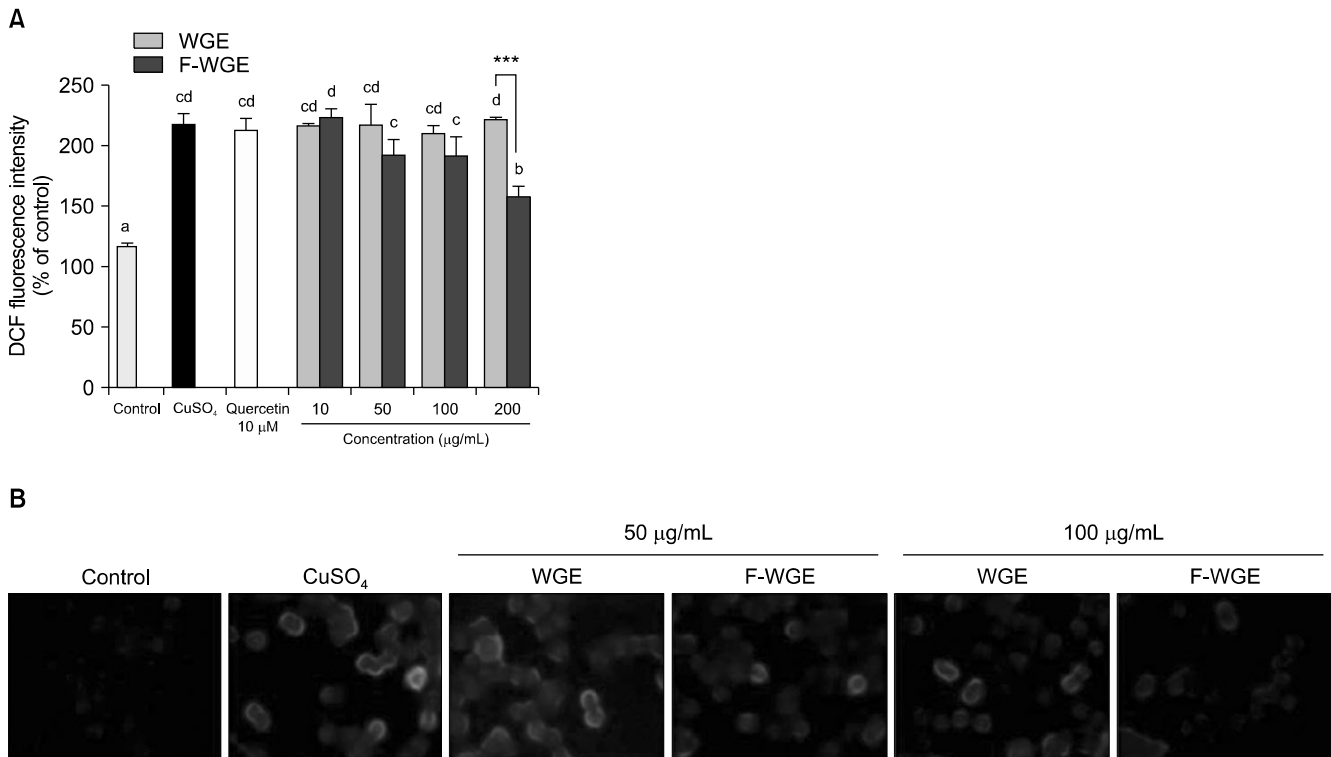 A
WGE
F-WGE
***
250
200
150
100
50
0
DCF fluorescence intensity
(% of control)
a
cd
cd
cd
d
cd
c
cd
c
d
b
Control
CuSO₄
Quercetin
10 μM
10
50
100
200
Concentration (μg/mL)
B
50 μg/mL
100 μg/mL
Control
CuSO₄
WGE
F-WGE
WGE
F-WGE